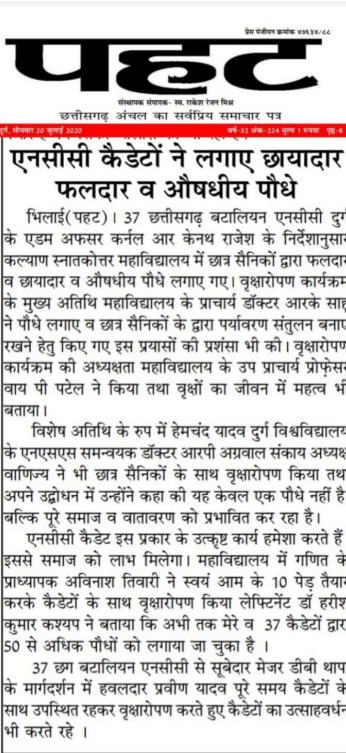 प्रेस पंजीयन क्रमांक ४७९३४/८८
पहट
संस्थापक संपादक- स्व. राकेश रंजन मिश्र
छत्तीसगढ़ अंचल का सर्वप्रिय समाचार पत्र
दुर्ग, सोमवार 20 जुलाई 2020 वर्ष-32 अंक-224 मूल्य 1 रुपया पृष्ठ-8
एनसीसी कैडेटों ने लगाए छायादार
फलदार व औषधीय पौधे
भिलाई(पहट)। 37 छत्तीसगढ़ बटालियन एनसीसी दुर्ग
के एडम अफसर कर्नल आर केनथ राजेश के निर्देशानुसार
कल्याण स्नातकोत्तर महाविद्यालय में छात्र सैनिकों द्वारा फलदार
व छायादार व औषधीय पौधे लगाए गए। वृक्षारोपण कार्यक्रम
के मुख्य अतिथि महाविद्यालय के प्राचार्य डॉक्टर आरके साहू
ने पौधे लगाए व छात्र सैनिकों के द्वारा पर्यावरण संतुलन बनाए
रखने हेतु किए गए इस प्रयासों की प्रशंसा भी की। वृक्षारोपण
कार्यक्रम की अध्यक्षता महाविद्यालय के उप प्राचार्य प्रोफेसर
वाय पी पटेल ने किया तथा वृक्षों का जीवन में महत्व भी
बताया।
विशेष अतिथि के रुप में हेमचंद यादव दुर्ग विश्वविद्यालय
के एनएसएस समन्वयक डॉक्टर आरपी अग्रवाल संकाय अध्यक्ष
वाणिज्य ने भी छात्र सैनिकों के साथ वृक्षारोपण किया तथा
अपने उद्बोधन में उन्होंने कहा की यह केवल एक पौधे नहीं है
बल्कि पूरे समाज व वातावरण को प्रभावित कर रहा है।
एनसीसी कैडेट इस प्रकार के उत्कृष्ट कार्य हमेशा करते हैं
इससे समाज को लाभ मिलेगा। महाविद्यालय में गणित के
प्राध्यापक अविनाश तिवारी ने स्वयं आम के 10 पेड़ तैयार
करके कैडेटों के साथ वृक्षारोपण किया लेफ्टिनेंट डॉ हरीश
कुमार कश्यप ने बताया कि अभी तक मेरे व 37 कैडेटों द्वारा
50 से अधिक पौधों को लगाया जा चुका है ।
37 छग बटालियन एनसीसी से सूबेदार मेजर डीबी थापा
के मार्गदर्शन में हवलदार प्रवीण यादव पूरे समय कैडेटों के
साथ उपस्थित रहकर वृक्षारोपण करते हुए कैडेटों का उत्साहवर्धन
भी करते रहे ।